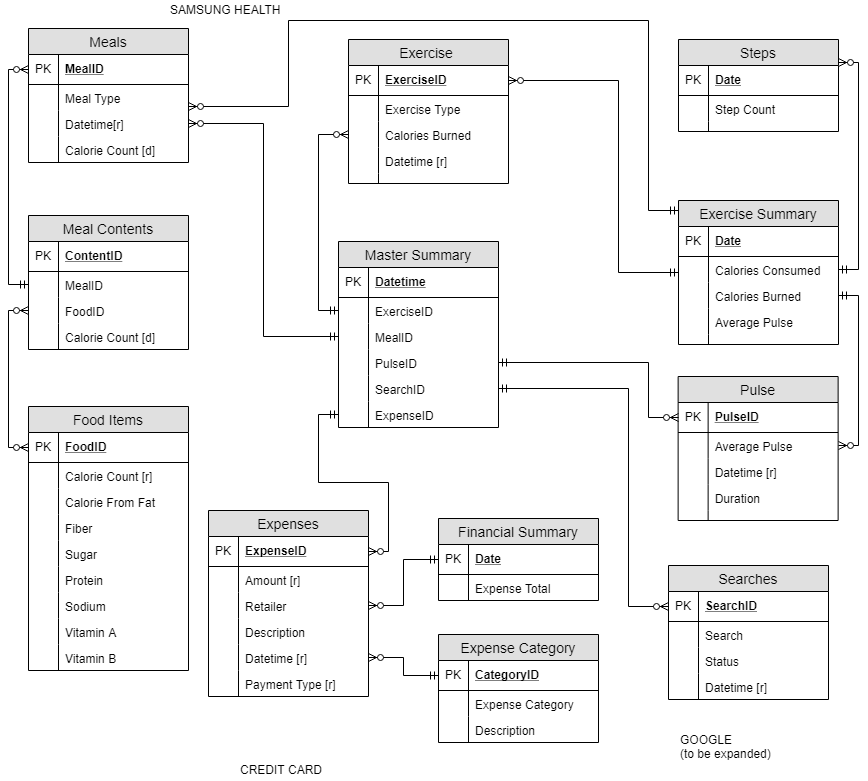 SAMSUNG HEALTH
Meals
PK MealID
Meal Type
Datetime[r]
Calorie Count [d]
Meal Contents
PK ContentID
MealID
FoodID
Calorie Count [d]
Food Items
PK FoodID
Calorie Count [r]
Calorie From Fat
Fiber
Sugar
Protein
Sodium
Vitamin A
Vitamin B
Exercise
PK ExerciseID
Exercise Type
Calories Burned
Datetime [r]
Master Summary
PK Datetime
ExerciseID
MealID
PulseID
SearchID
ExpenseID
Steps
PK Date
Step Count
Exercise Summary
PK Date
Calories Consumed
Calories Burned
Average Pulse
Pulse
PK PulseID
Average Pulse
Datetime [r]
Duration
Expenses
PK ExpenseID
Amount [r]
Retailer
Description
Datetime [r]
Payment Type [r]
Financial Summary
PK Date
Expense Total
Expense Category
PK CategoryID
Expense Category
Description
Searches
PK SearchID
Search
Status
Datetime [r]
GOOGLE
(to be expanded)
CREDIT CARD